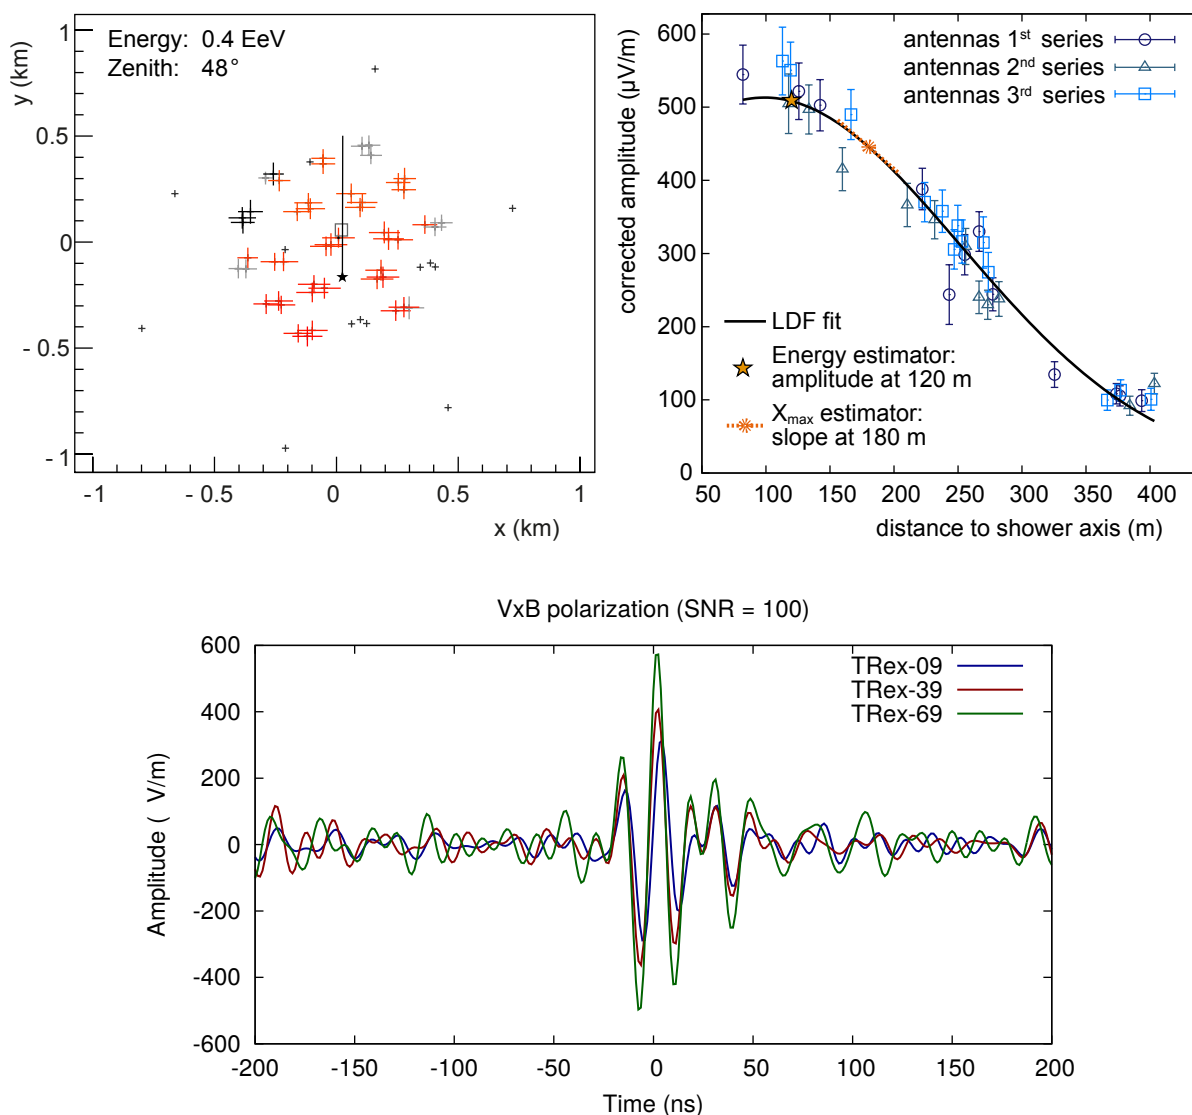 Energy: 0.4 EeV
Zenith: 48°
y (km)
1
0.5
0
- 0.5
- 1
-1
- 0.5
0
0.5
1
x (km)
corrected amplitude (µV/m)
600
500
400
300
200
100
0
antennas 1st series
antennas 2nd series
antennas 3rd series
LDF fit
Energy estimator:
amplitude at 120 m
Xmax estimator:
slope at 180 m
50 100 150 200 250 300 350 400
distance to shower axis (m)
VxB polarization (SNR = 100)
Amplitude ( V/m)
600
400
200
0
-200
-400
-600
TRex-09
TRex-39
TRex-69
-200 -150 -100 -50 0 50 100 150 200
Time (ns)